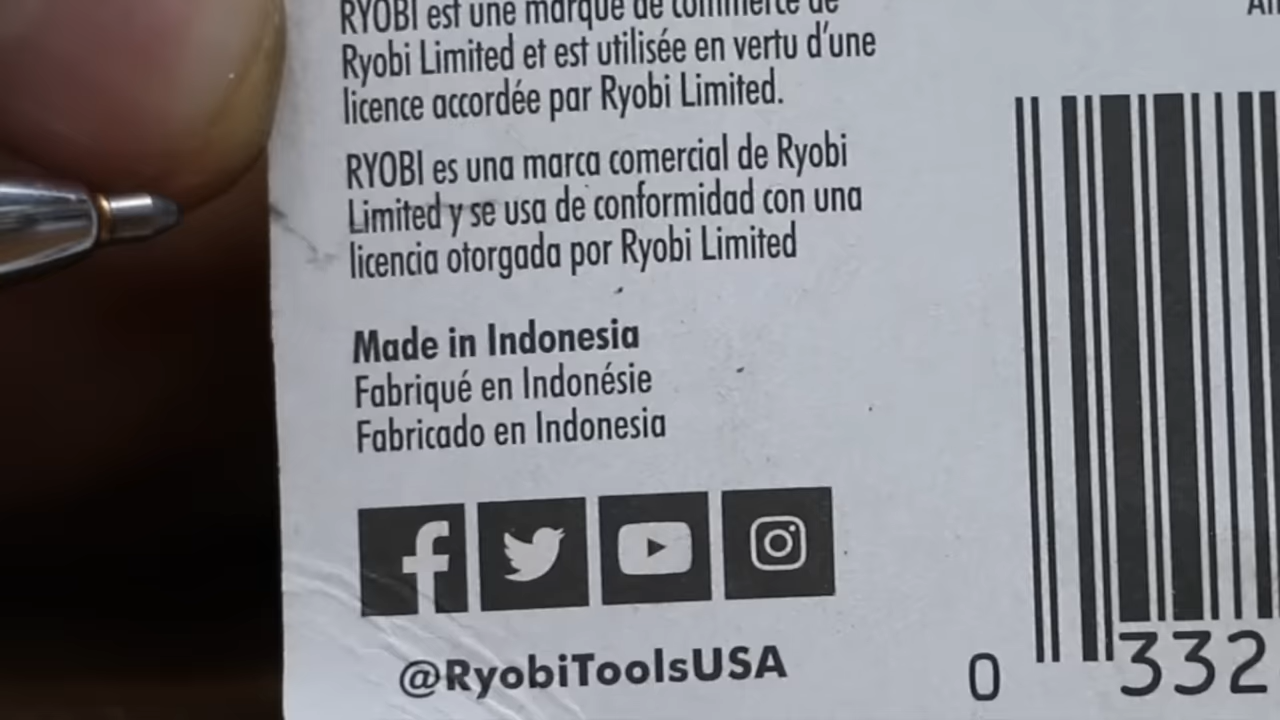 RYOBI est une marque de commerce de
Ryobi Limited et est utilisée en vertu d'une
licence accordée par Ryobi Limited.
RYOBI es una marca comercial de Ryobi
Limited y se usa de conformidad con una
licencia otorgada por Ryobi Limited
Made in Indonesia
Fabriqué en Indonésie
Fabricado en Indonesia
@RyobiToolsUSA
0 332